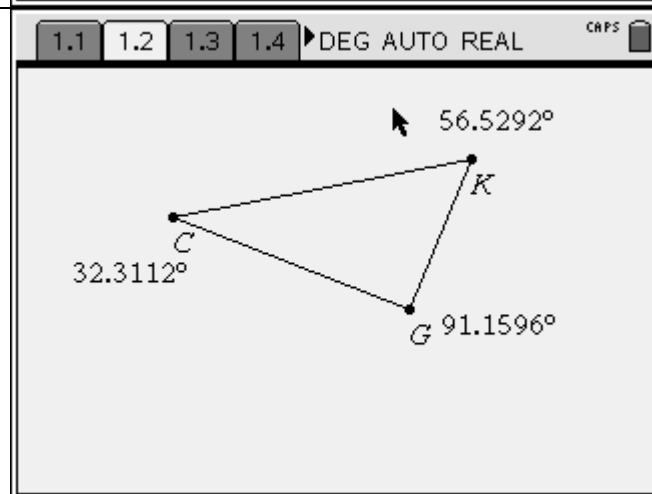 1.1 1.2 1.3 1.4 DEG AUTO REAL CAPS
56.5292°
K
C
32.3112°
G 91.1596°